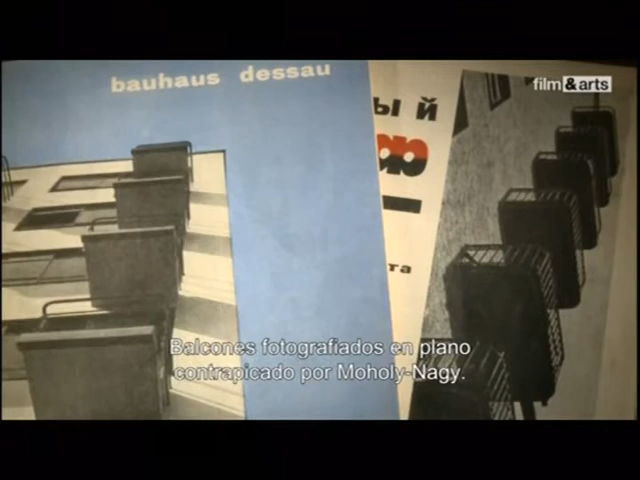 bauhaus dessau
film&arts
ый
та
Balcones fotografiados en plano
contrapicado por Moholy-Nagy.